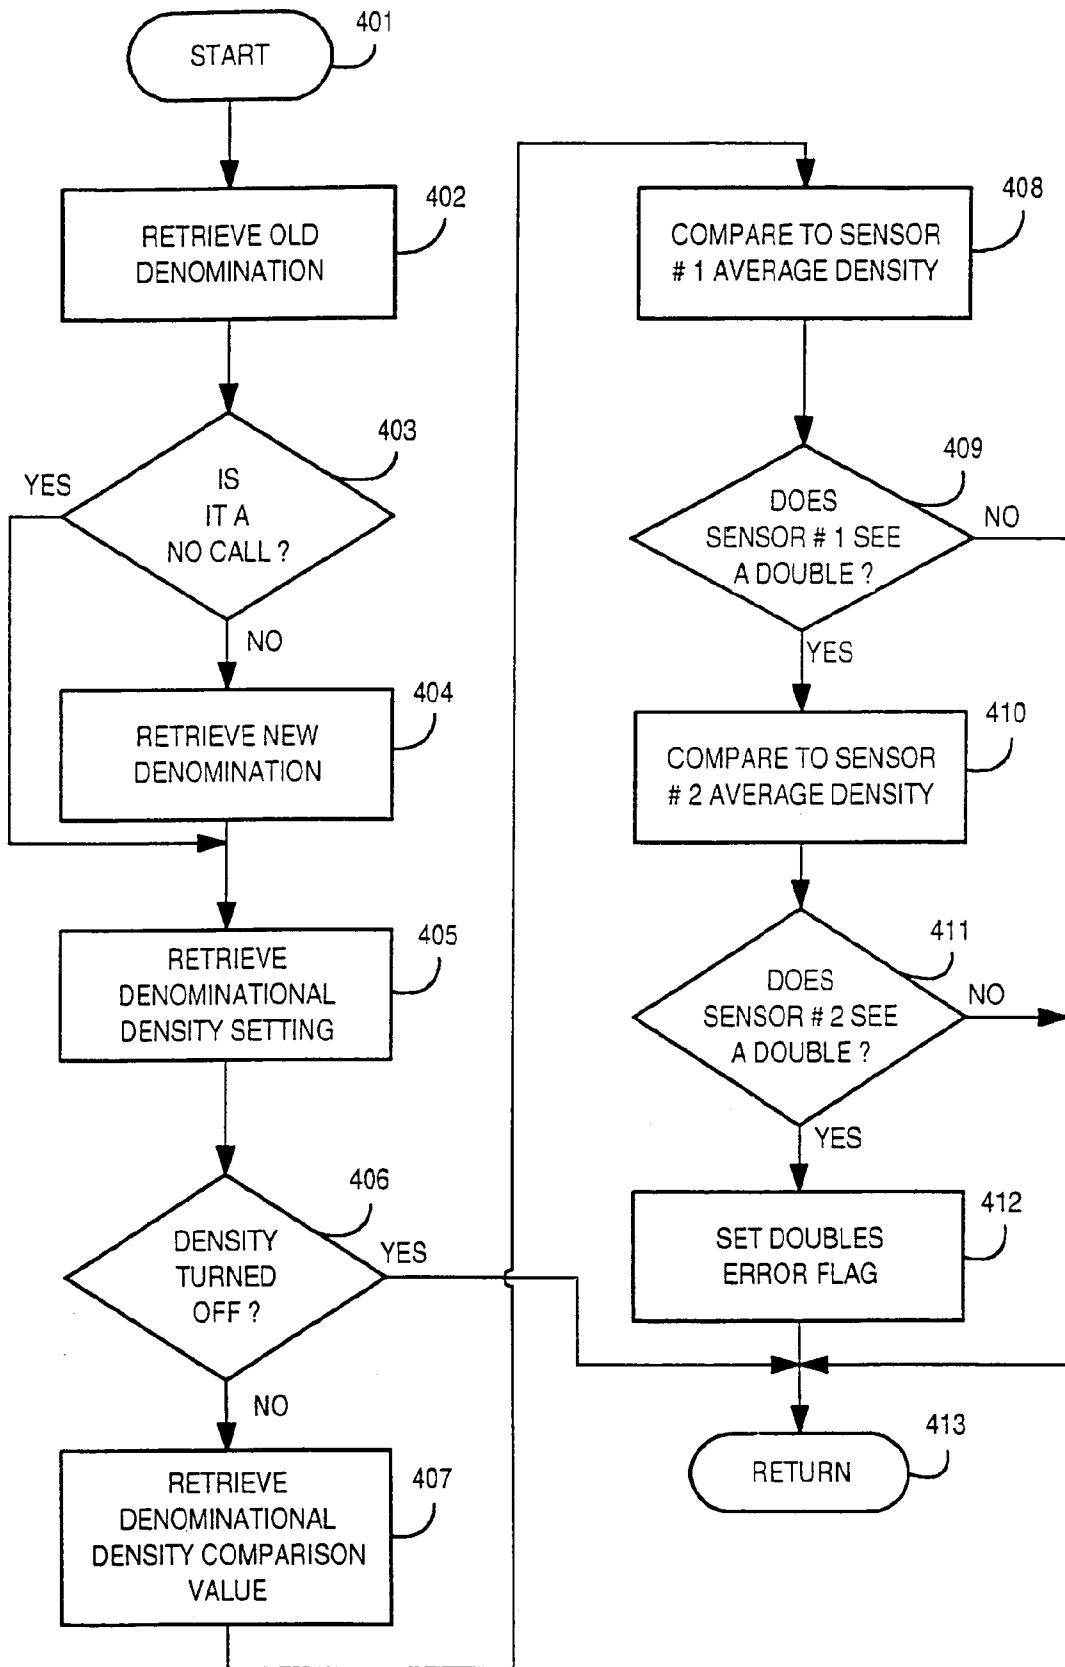 START
401
RETRIEVE OLD
DENOMINATION
402
IS
IT A
NO CALL ?
403
YES
NO
RETRIEVE NEW
DENOMINATION
404
RETRIEVE
DENOMINATIONAL
DENSITY SETTING
405
DENSITY
TURNED
OFF ?
406
YES
NO
RETRIEVE
DENOMINATIONAL
DENSITY COMPARISON
VALUE
407
COMPARE TO SENSOR
# 1 AVERAGE DENSITY
408
DOES
SENSOR # 1 SEE
A DOUBLE ?
409
NO
YES
COMPARE TO SENSOR
# 2 AVERAGE DENSITY
410
DOES
SENSOR # 2 SEE
A DOUBLE ?
411
NO
YES
SET DOUBLES
ERROR FLAG
412
RETURN
413